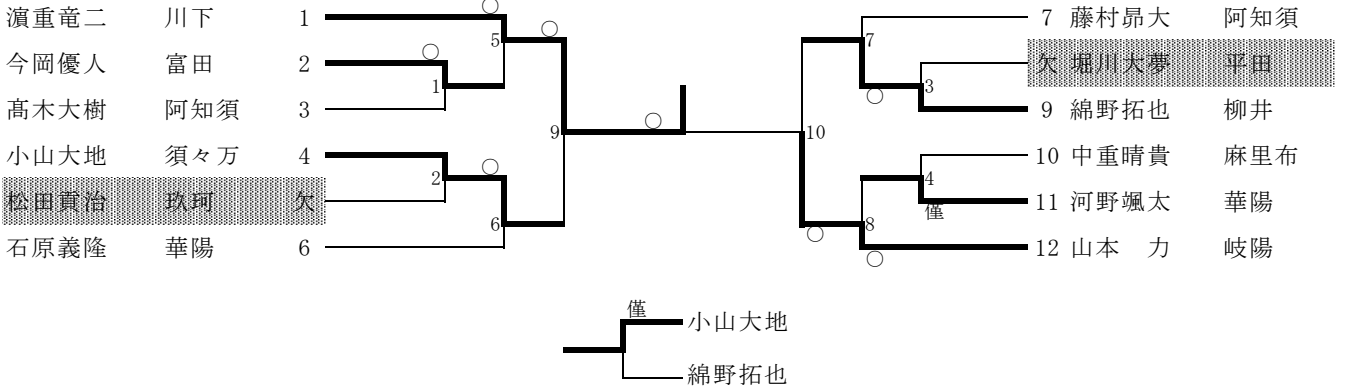 濵重竜二 川下 1
今岡優人 富田 2
髙木大樹 阿知須 3
小山大地 須々万 4
松田貢治 玖珂 欠
石原義隆 華陽 6
○
○
5
○
1
9
○
2
○
6
7
3
○
10
4
僅
8
○
○
7 藤村昴大 阿知須
欠 堀川大夢 平田
9 綿野拓也 柳井
10 中重晴貴 麻里布
11 河野颯太 華陽
12 山本 力 岐陽
僅
小山大地
綿野拓也